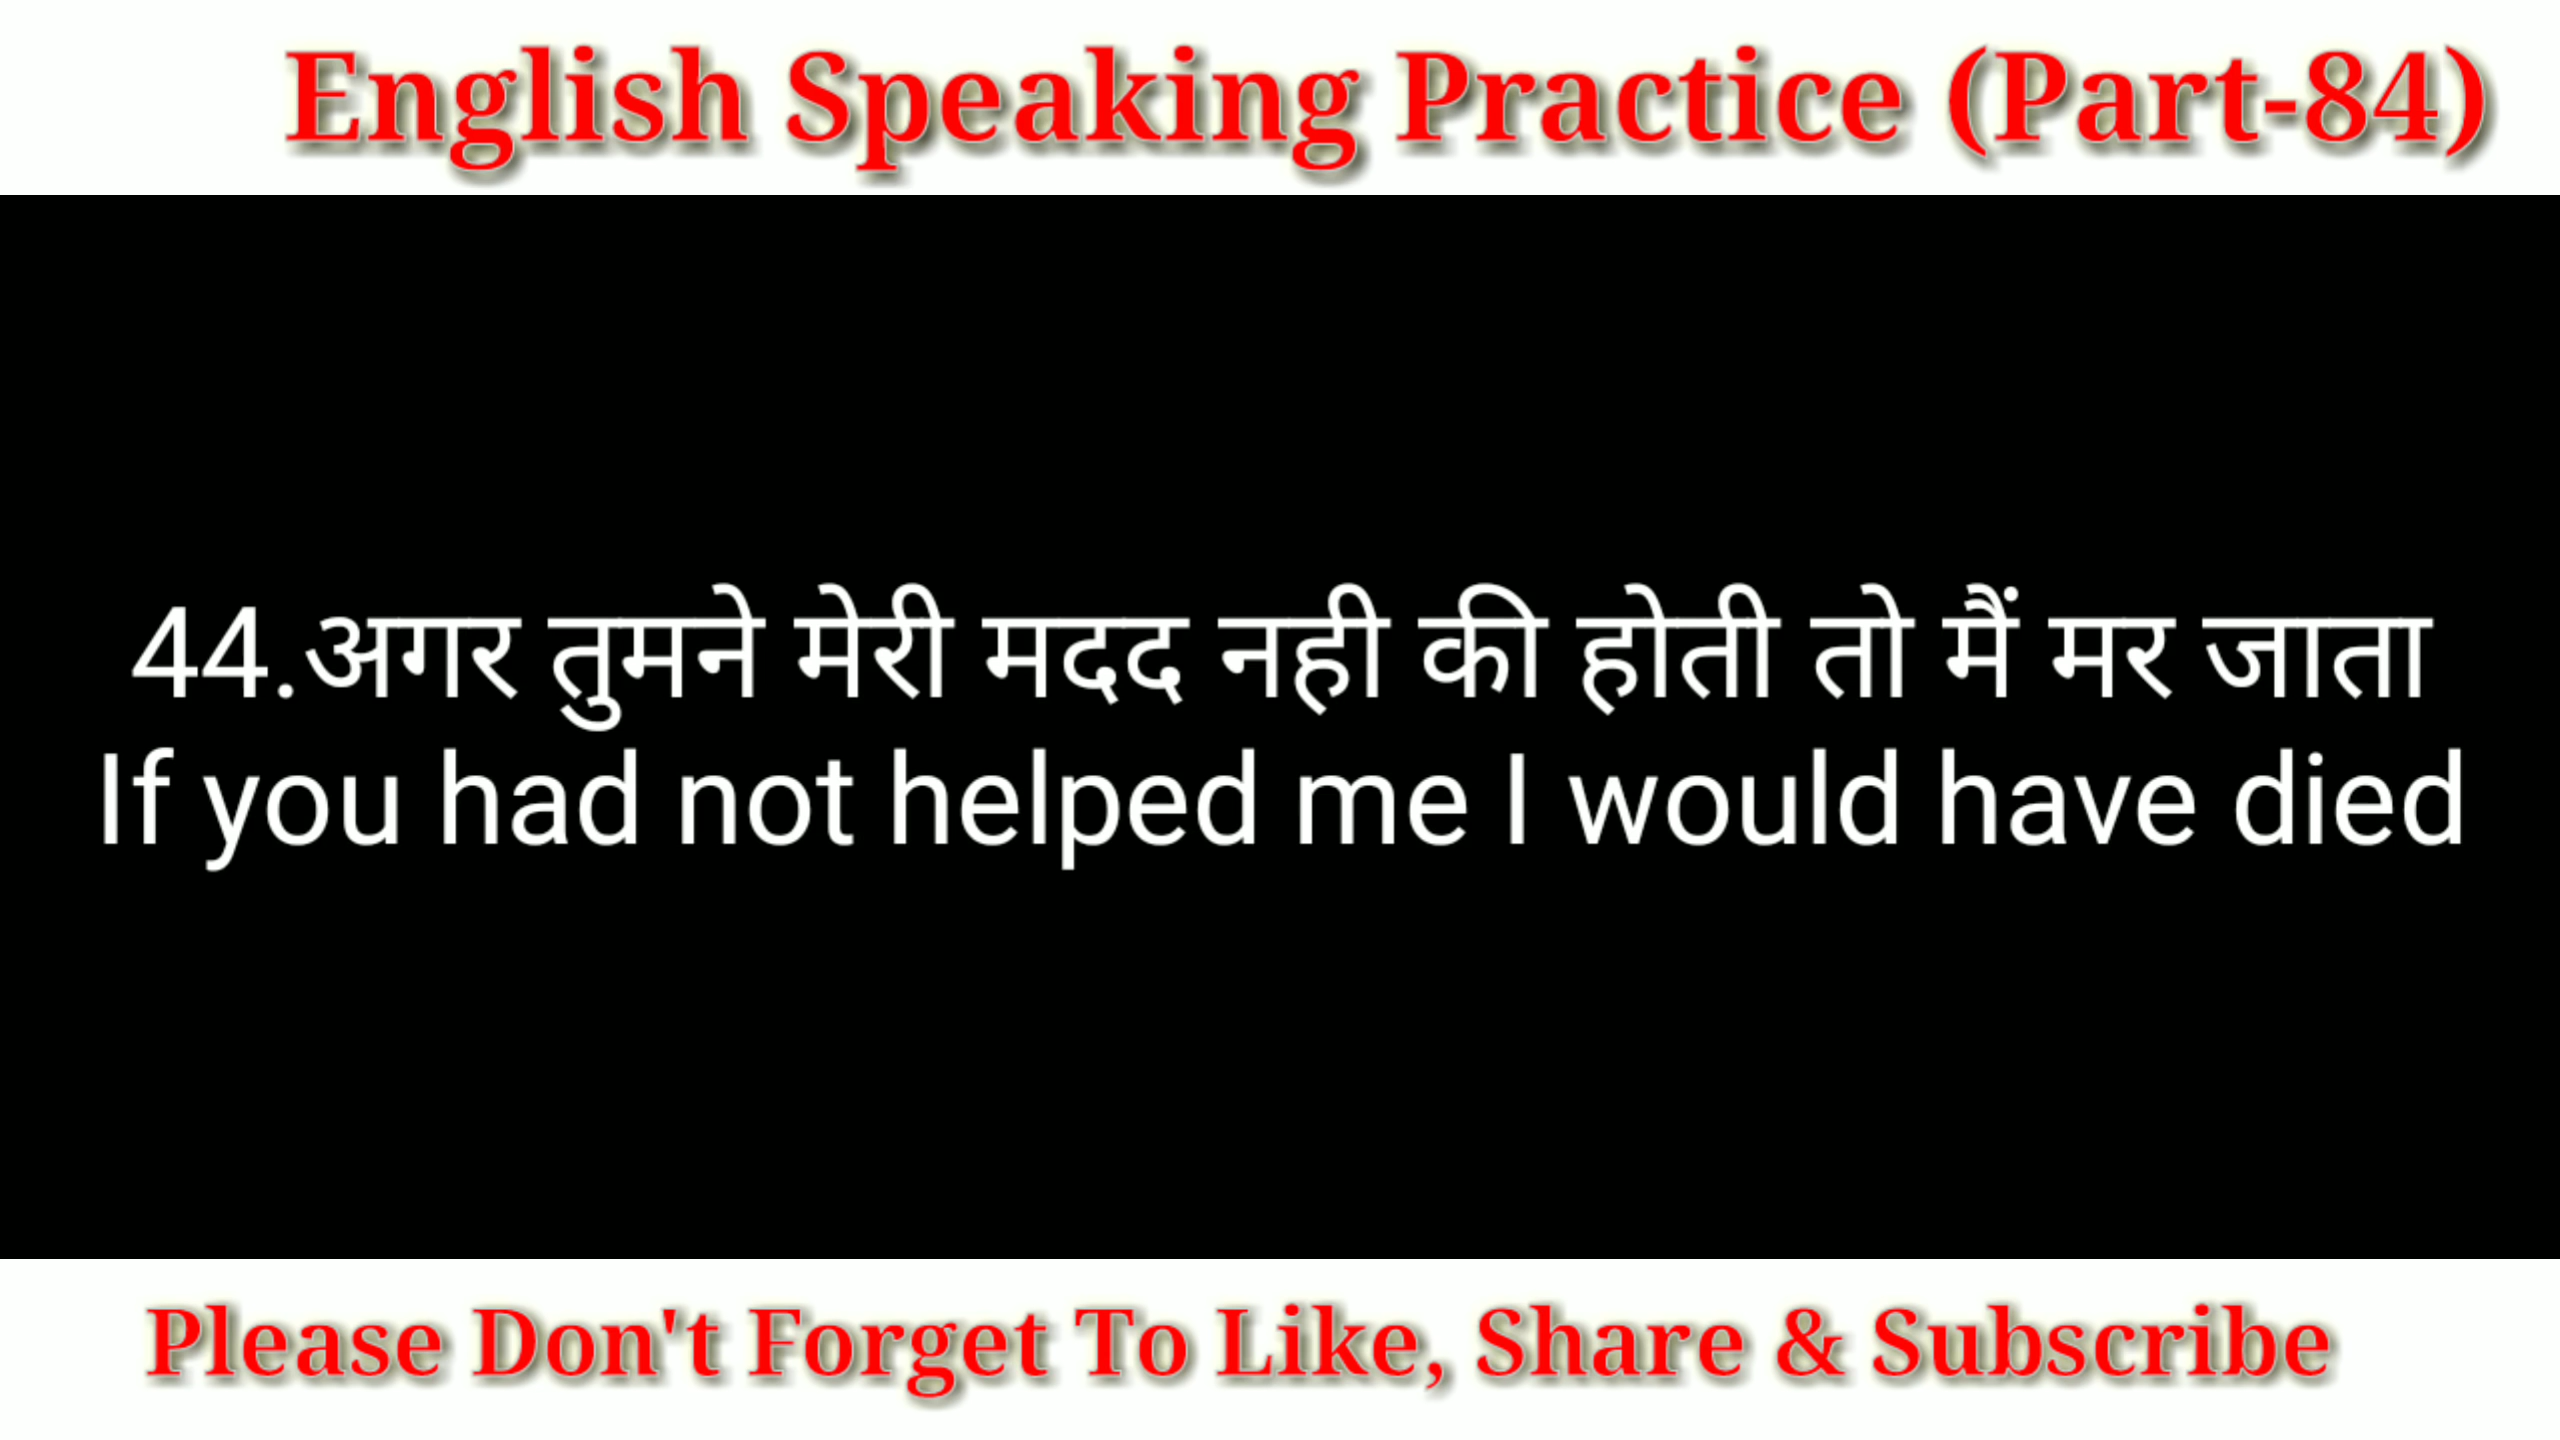 English Speaking Practice (Part-84)
44.अगर तुमने मेरी मदद नही की होती तो मैं मर जाता
If you had not helped me I would have died
Please Don't Forget To Like, Share & Subscribe